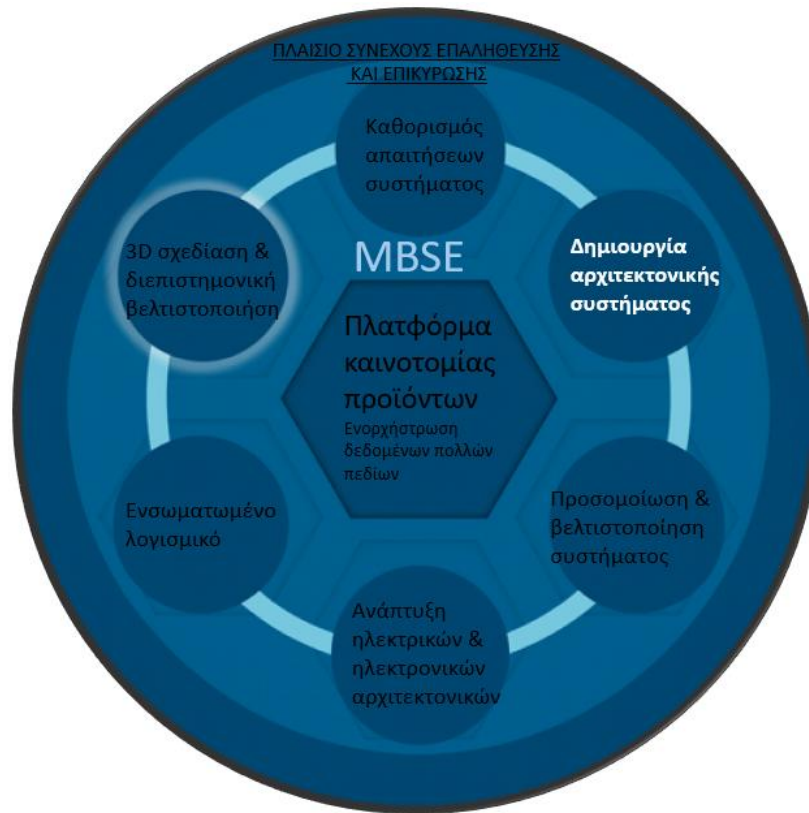 ΠΛΑΙΣΙΟ ΣΥΝΕΧΟΥΣ ΕΠΑΛΗΘΕΥΣΗΣ
ΚΑΙ ΕΠΙΚΥΡΩΣΗΣ
Καθορισμός
απαιτήσεων
συστήματος
Δημιουργία
αρχιτεκτονικής
συστήματος
Προσομοίωση &
βελτιστοποίηση
συστήματος
Ανάπτυξη
ηλεκτρικών &
ηλεκτρονικών
αρχιτεκτονικών
Ενσωματωμένο
λογισμικό
3D σχεδίαση &
διεπιστημονική
βελτιστοποιήση
MBSE
Πλατφόρμα
καινοτομίας
προϊόντων
Ενορχήστρωση
δεδομένων πολλών
πεδίων